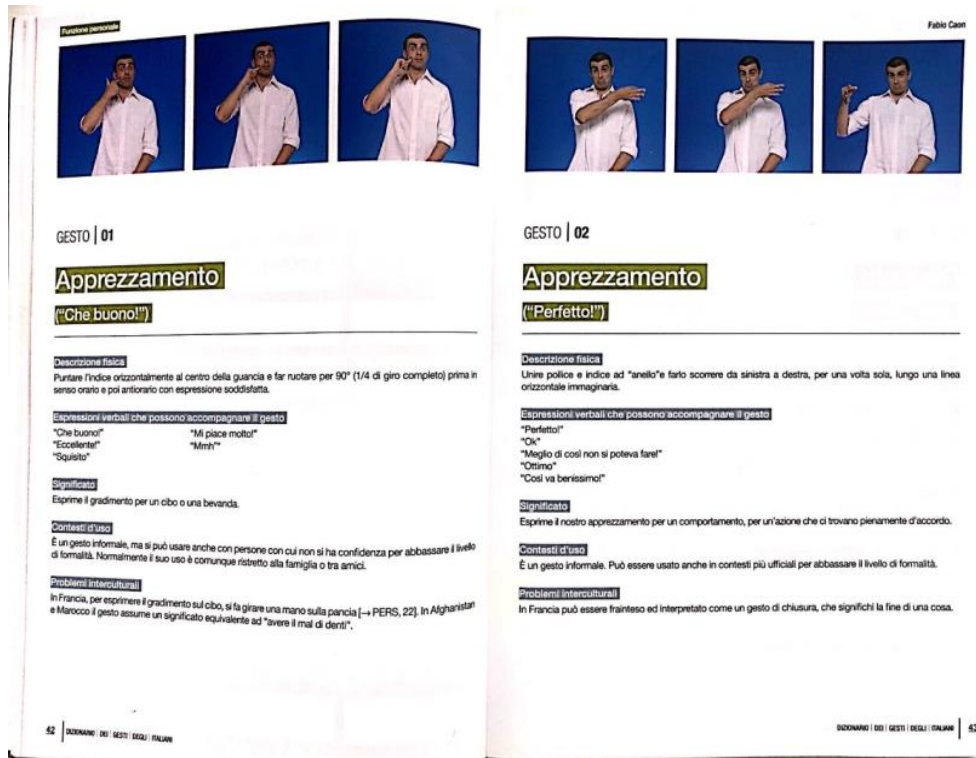 Funzione personale
GESTO | 01
Apprezzamento
("Che buono!")
Descrizione fisica
Puntare l'indice orizzontalmente al centro della guancia e far ruotare per 90° (1/4 di giro completo) prima in
senso orario e poi antiorario con espressione soddisfatta.
Espressioni verbali che possono accompagnare il gesto
"Che buono!"
"Eccellente!"
"Squisito"
"Mi piace molto!"
"Mmh""
Significato
Esprime il gradimento per un cibo o una bevanda.
Contesti d'uso
È un gesto informale, ma si può usare anche con persone con cui non si ha confidenza per abbassare il livello
di formalità. Normalmente il suo uso è comunque ristretto alla famiglia o tra amici.
Problemi interculturali
In Francia, per esprimere il gradimento sul cibo, si fa girare una mano sulla pancia [→ PERS, 22]. In Afghanistan
e Marocco il gesto assume un significato equivalente ad "avere il mal di denti".
42 | DIZIONARIO | DEI | GESTI | DEGLI | ITALIANI
Fabio Caon
GESTO | 02
Apprezzamento
("Perfetto!")
Descrizione fisica
Unire pollice e indice ad "anello"e farlo scorrere da sinistra a destra, per una volta sola, lungo una linea
orizzontale immaginaria.
Espressioni verbali che possono accompagnare il gesto
"Perfetto!"
"Ok"
"Meglio di così non si poteva fare!"
"Ottimo"
"Così va benissimo!"
Significato
Esprime il nostro apprezzamento per un comportamento, per un'azione che ci trovano pienamente d'accordo.
Contesti d'uso
È un gesto informale. Può essere usato anche in contesti più ufficiali per abbassare il livello di formalità.
Problemi interculturali
In Francia può essere frainteso ed interpretato come un gesto di chiusura, che significhi la fine di una cosa.
DIZIONARIO | DEI | GESTI | DEGLI | ITALIANI |